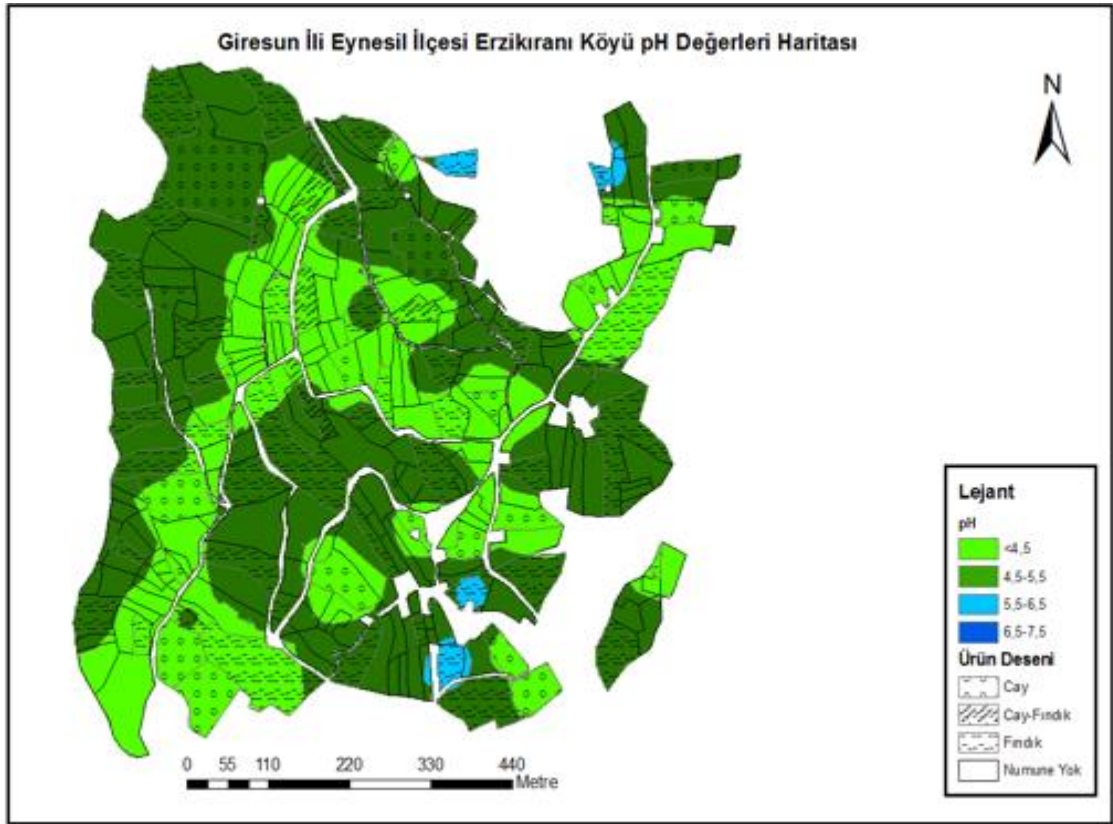 Giresun İli Eynesil İlçesi Erzikıranı Köyü pH Değerleri Haritası
N
Lejant
pH
<4,5
4,5-5,5
5,5-6,5
6,5-7,5
Ürün Deseni
Cay
Cay-Fındık
Fındık
Numune Yok
0 55 110 220 330 440
Metre